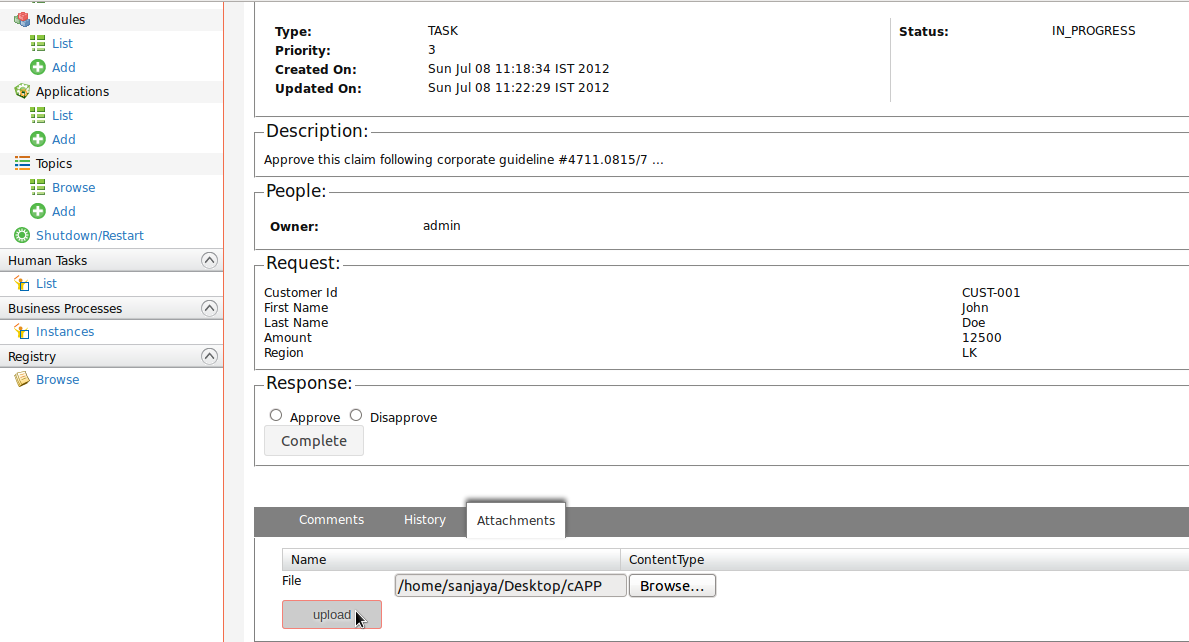 Modules
List
Add
Applications
List
Add
Topics
Browse
Add
Shutdown/Restart
Human Tasks
List
Business Processes
Instances
Registry
Browse
Type: TASK Status: IN_PROGRESS
Priority: 3
Created On: Sun Jul 08 11:18:34 IST 2012
Updated On: Sun Jul 08 11:22:29 IST 2012
Description:
Approve this claim following corporate guideline #4711.0815/7 ...
People:
Owner: admin
Request:
Customer Id CUST-001
First Name John
Last Name Doe
Amount 12500
Region LK
Response:
Approve Disapprove
Complete
Comments History Attachments
Name ContentType
File /home/sanjaya/Desktop/cAPP Browse...
upload